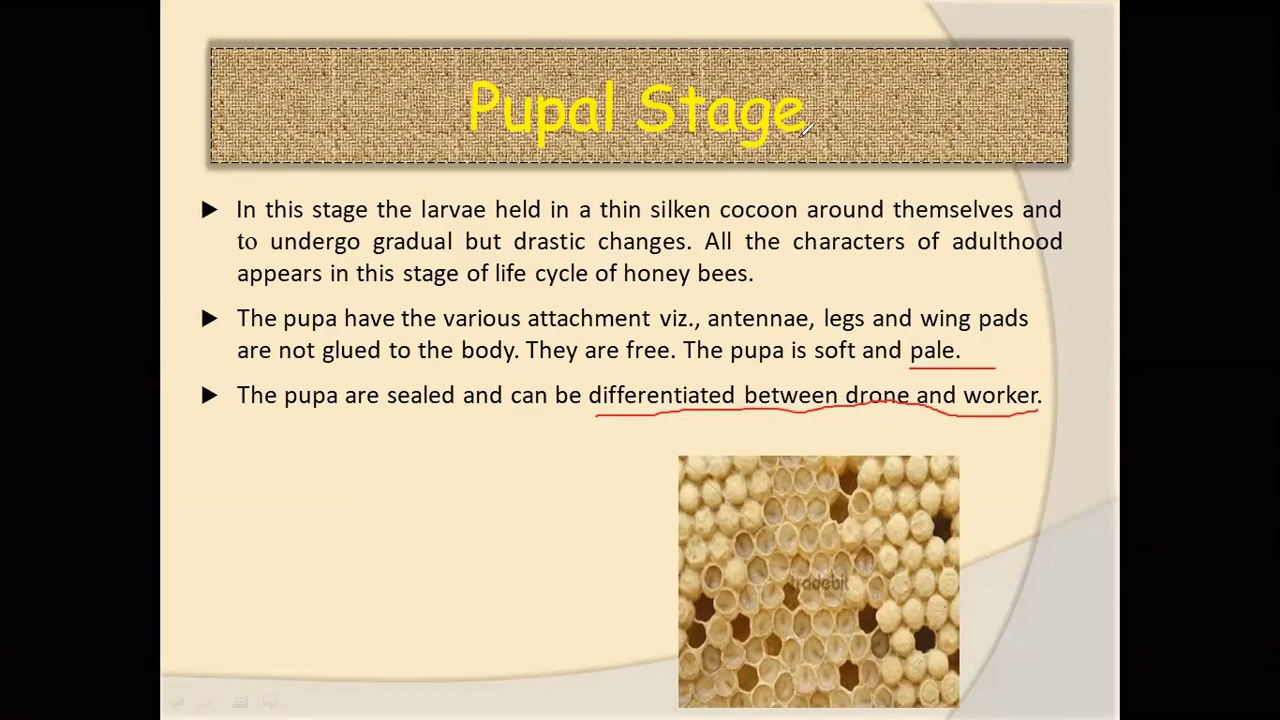 Pupal Stage
In this stage the larvae held in a thin silken cocoon around themselves and
to undergo gradual but drastic changes. All the characters of adulthood
appears in this stage of life cycle of honey bees.
The pupa have the various attachment viz., antennae, legs and wing pads
are not glued to the body. They are free. The pupa is soft and pale.
The pupa are sealed and can be differentiated between drone and worker.
tradebit